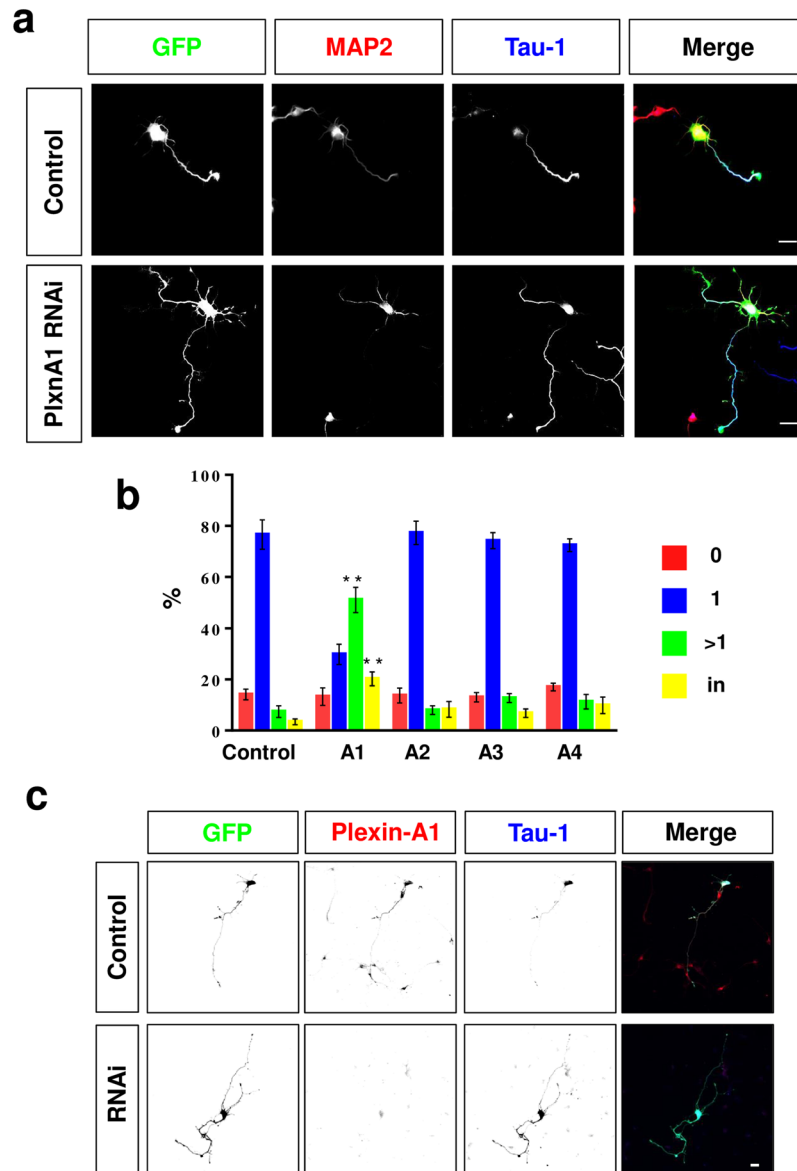 a
GFP MAP2 Tau-1 Merge
Control
PlxnA1 RNAi
b
100
80
60
40
20
0
%
** 
**
Control A1 A2 A3 A4
0
1
>1
in
c
GFP Plexin-A1 Tau-1 Merge
Control
RNAi